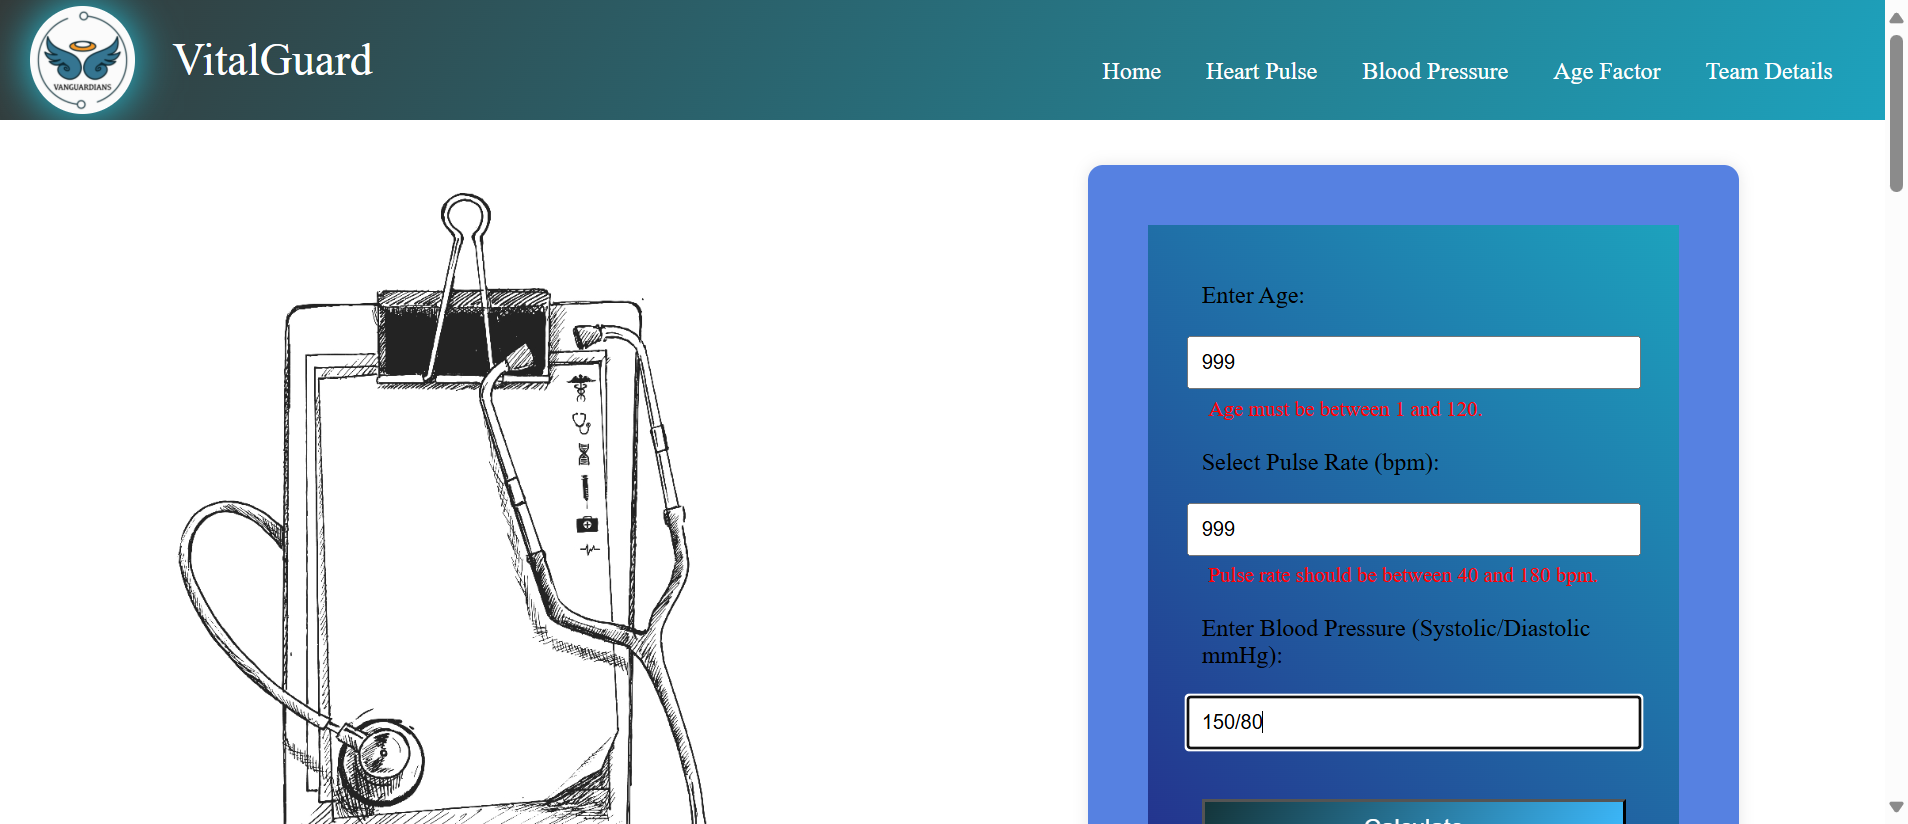 VANGUARDIANS
VitalGuard
Home
Heart Pulse
Blood Pressure
Age Factor
Team Details
Enter Age:
999
Age must be between 1 and 120.
Select Pulse Rate (bpm):
999
Pulse rate should be between 40 and 180 bpm.
Enter Blood Pressure (Systolic/Diastolic
mmHg):
150/80
Calculate